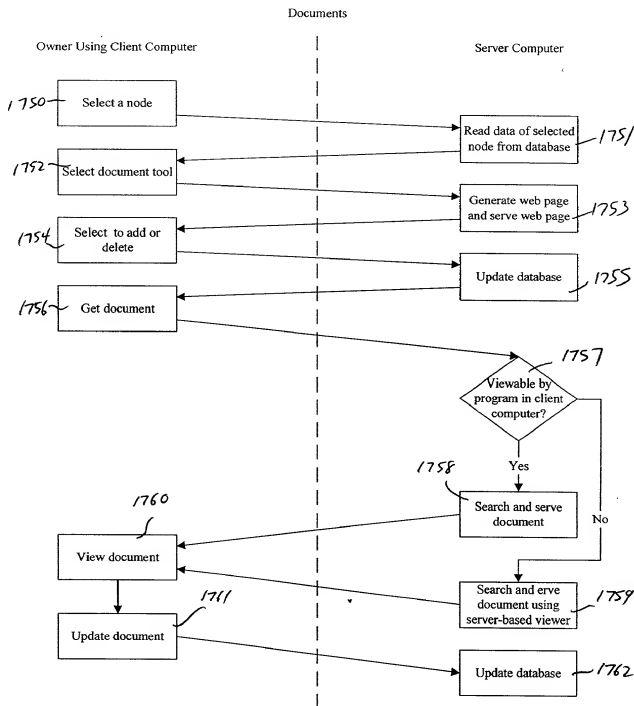 Documents
Owner Using Client Computer
Server Computer
1750
Select a node
Read data of selected
node from database
1751
1752
Select document tool
Generate web page
and serve web page
1753
1754
Select to add or
delete
Update database
1755
1756
Get document
1757
Viewable by
program in client
computer?
Yes
No
1758
Search and serve
document
1760
View document
Search and erve
document using
server-based viewer
1759
1761
Update document
Update database
1762